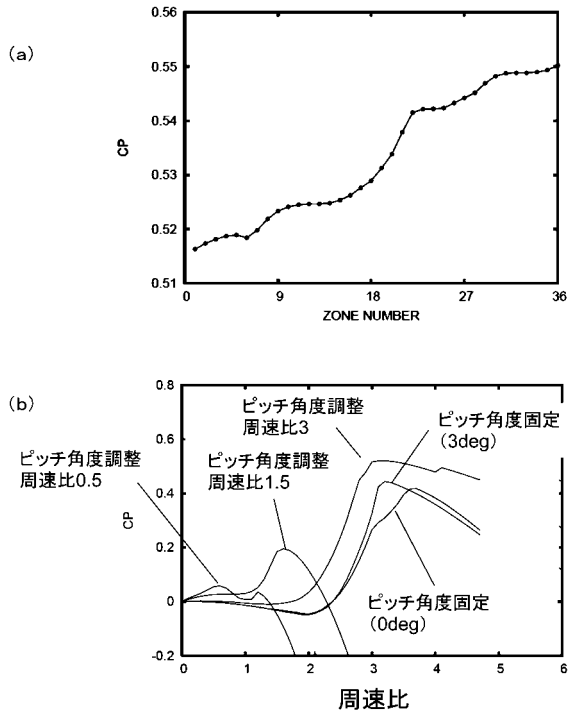 (a)
0.56
0.55
0.54
0.53
0.52
0.51
CP
0
9
18
27
36
ZONE NUMBER
(b)
0.8
0.6
0.4
0.2
0
-0.2
CP
ピッチ角度調整
周速比0.5
ピッチ角度調整
周速比1.5
ピッチ角度調整
周速比3
ピッチ角度固定
(3deg)
ピッチ角度固定
(0deg)
0
1
2
3
4
5
6
周速比